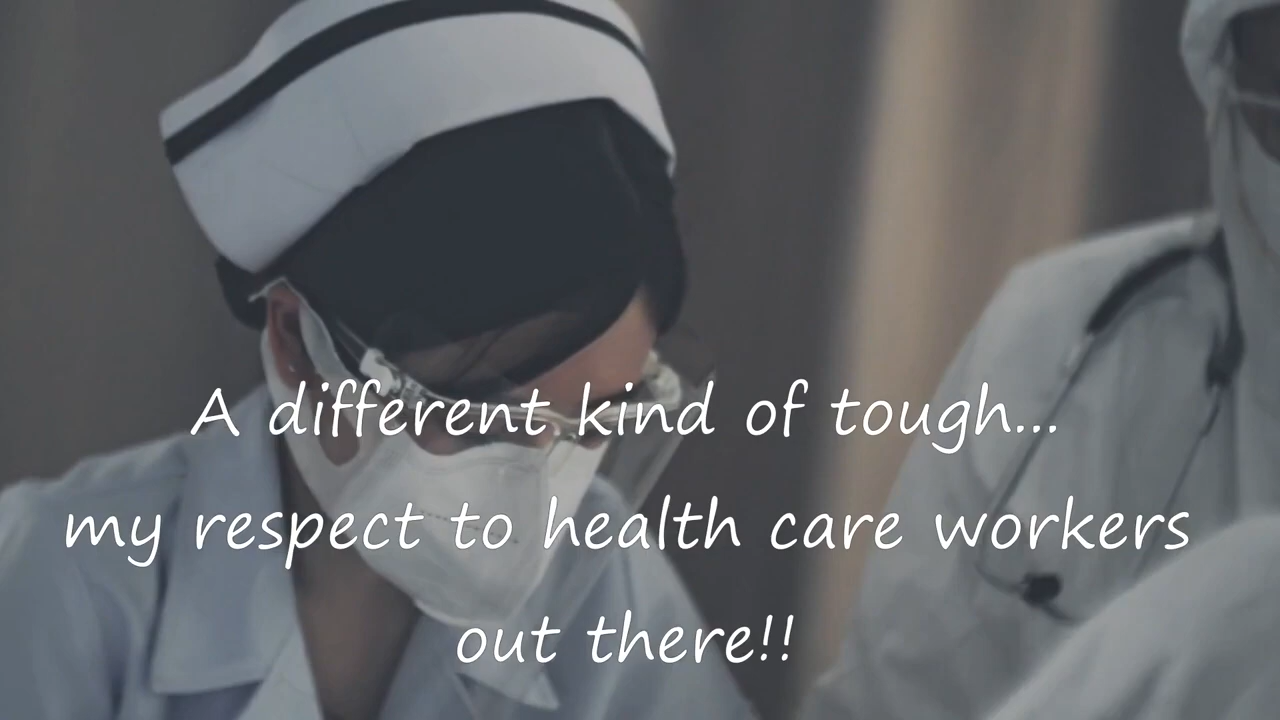 A different kind of tough...
my respect to health care workers
out there!!